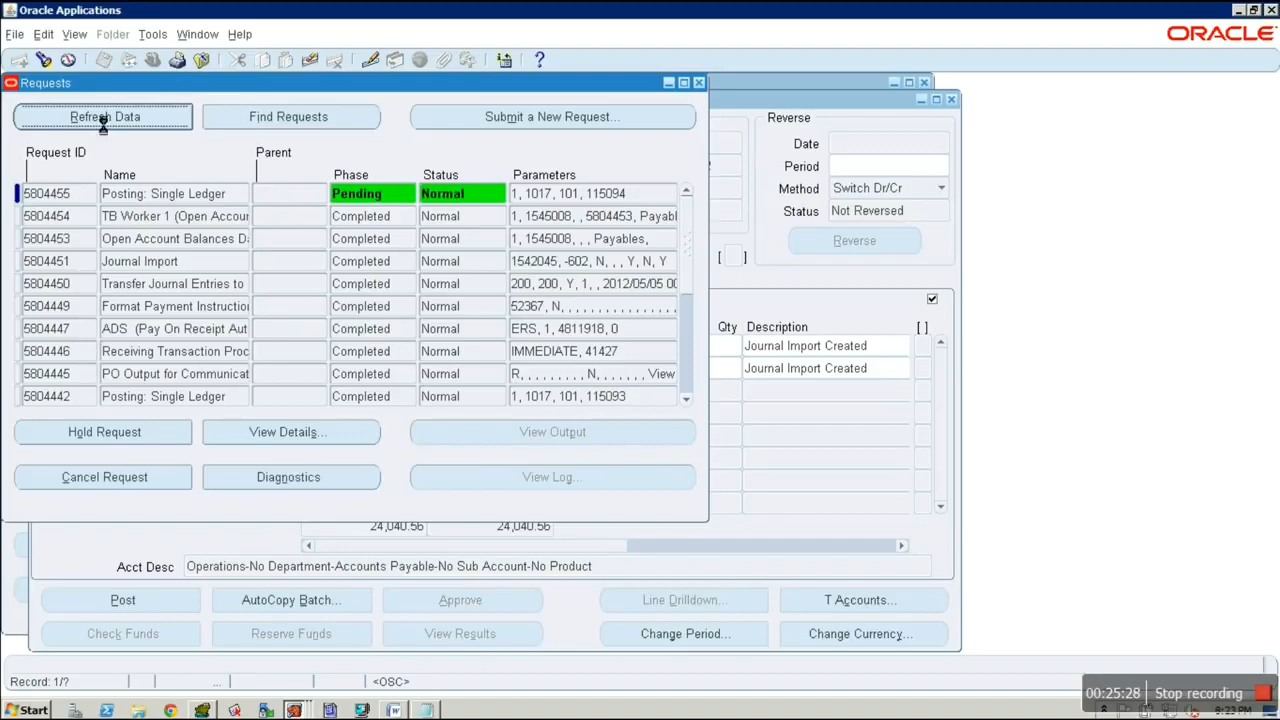 Oracle Applications
File Edit View Folder Tools Window Help
ORACLE
Requests
Refresh Data Find Requests Submit a New Request...
Request ID Parent
Name Phase Status Parameters
5804455 Posting: Single Ledger Pending Normal 1, 1017, 101, 115094
5804454 TB Worker 1 (Open Accour Completed Normal 1, 1545008, , 5804453, Payabl
5804453 Open Account Balances Da Completed Normal 1, 1545008, , , Payables,
5804451 Journal Import Completed Normal 1542045, -602, N, , , Y, N, Y
5804450 Transfer Journal Entries to Completed Normal 200, 200, Y, 1, , 2012/05/05 00
5804449 Format Payment Instructio Completed Normal 52367, N, , , , , , , , , , , , , , , ,
5804447 ADS (Pay On Receipt Aut Completed Normal ERS, 1, 4811918, 0
5804446 Receiving Transaction Proc Completed Normal IMMEDIATE, 41427
5804445 PO Output for Communicat Completed Normal R, , , , , , , , , N, , , , , , , View
5804442 Posting: Single Ledger Completed Normal 1, 1017, 101, 115093
Hold Request View Details... View Output
Cancel Request Diagnostics View Log...
Reverse
Date
Period
Method Switch Dr/Cr
Status Not Reversed
Reverse
[ ]
Qty Description [ ]
Journal Import Created
Journal Import Created
24,040.56 24,040.56
Acct Desc Operations-No Department-Accounts Payable-No Sub Account-No Product
Post AutoCopy Batch... Approve Line Drilldown... T Accounts...
Check Funds Reserve Funds View Results Change Period... Change Currency...
Record: 1/? ... <OSC>
00:25:28 Stop recording
Start 8:23 PM